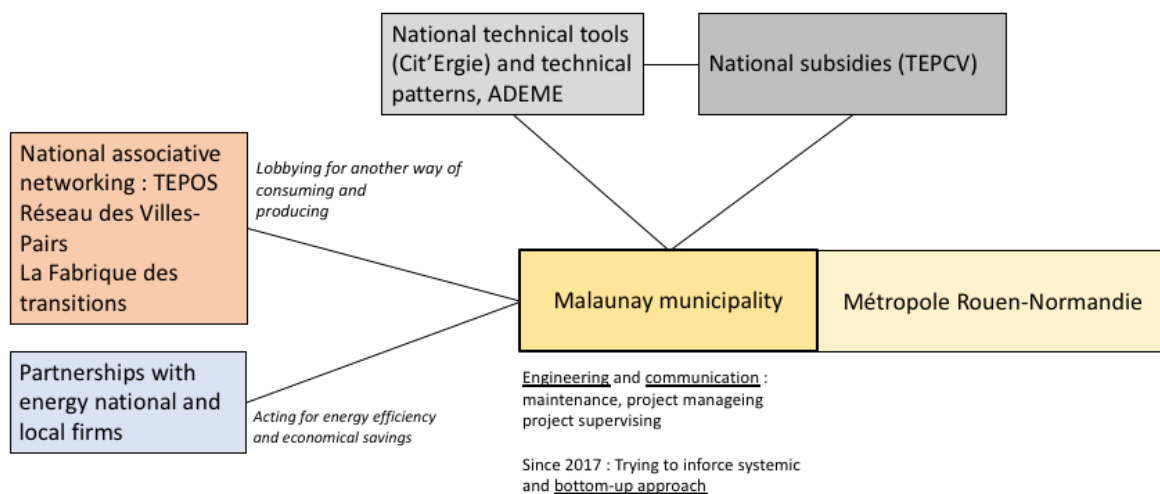 National technical tools
(Cit'Ergie) and technical
patterns, ADEME
National subsidies (TEPCV)
National associative
networking : TEPOS
Réseau des Villes-
Pairs
La Fabrique des
transitions
Lobbying for another way of
consuming and
producing
Malaunay municipality
Métropole Rouen-Normandie
Partnerships with
energy national and
local firms
Acting for energy efficiency
and economical savings
Engineering and communication :
maintenance, project manageing
project supervising
Since 2017 : Trying to inforce systemic
and bottom-up approach